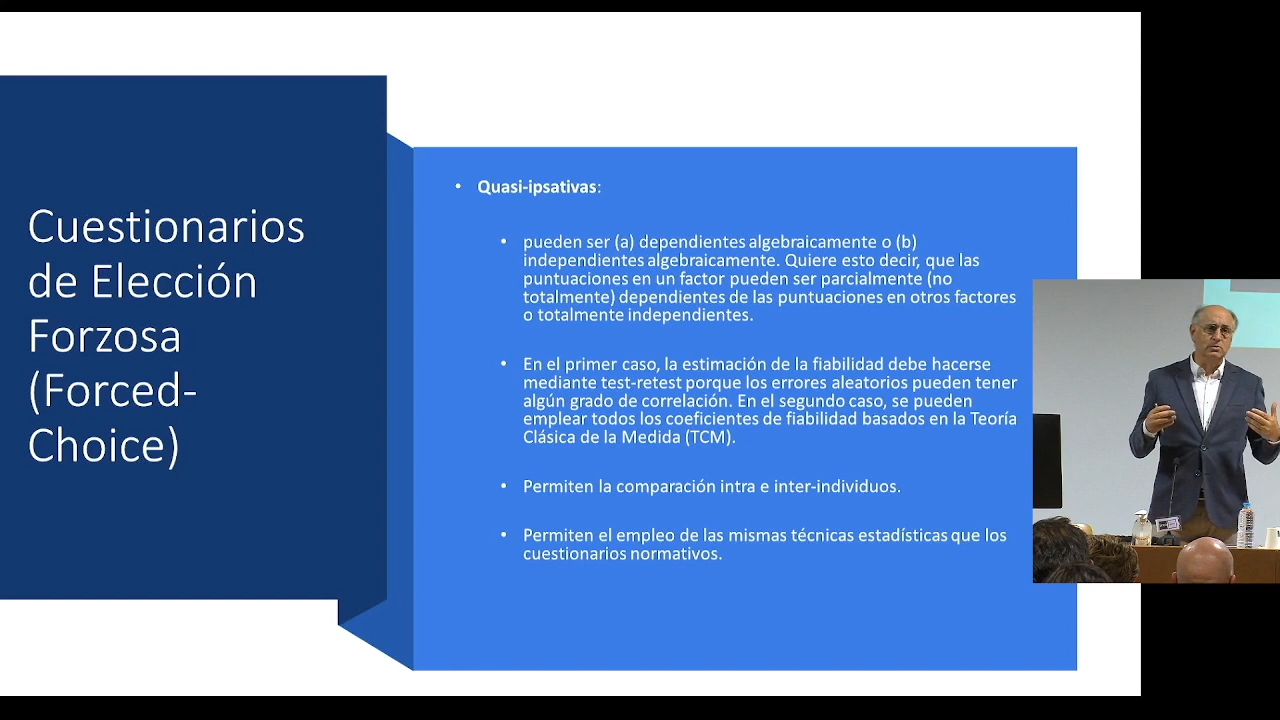 Cuestionarios
de Elección
Forzosa
(Forced-
Choice)
• Quasi-ipsativas:
• pueden ser (a) dependientes algebraicamente o (b)
independientes algebraicamente. Quiere esto decir, que las
puntuaciones en un factor pueden ser parcialmente (no
totalmente) dependientes de las puntuaciones en otros factores
o totalmente independientes.
• En el primer caso, la estimación de la fiabilidad debe hacerse
mediante test-retest porque los errores aleatorios pueden tener
algún grado de correlación. En el segundo caso, se pueden
emplear todos los coeficientes de fiabilidad basados en la Teoría
Clásica de la Medida (TCM).
• Permiten la comparación intra e inter-individuos.
• Permiten el empleo de las mismas técnicas estadísticas que los
cuestionarios normativos.